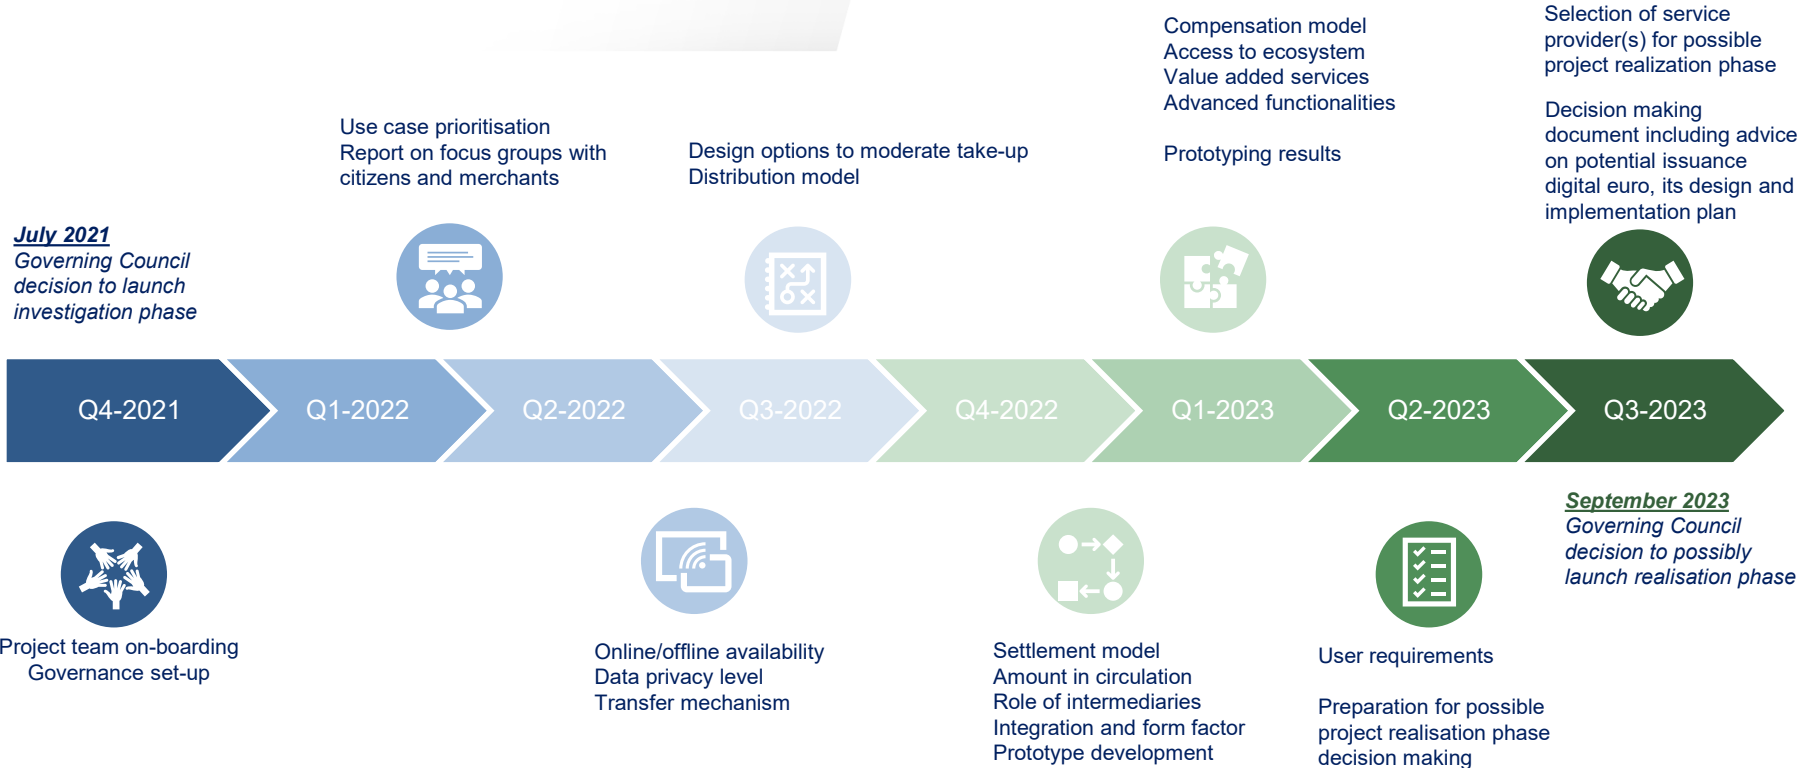 Compensation model
Access to ecosystem
Value added services
Advanced functionalities
Prototyping results
Selection of service
provider(s) for possible
project realization phase
Decision making
document including advice
on potential issuance
digital euro, its design and
implementation plan
Use case prioritisation
Report on focus groups with
citizens and merchants
Design options to moderate take-up
Distribution model
July 2021
Governing Council
decision to launch
investigation phase
Q4-2021
Q1-2022
Q2-2022
Q3-2022
Q4-2022
Q1-2023
Q2-2023
Q3-2023
September 2023
Governing Council
decision to possibly
launch realisation phase
Project team on-boarding
Governance set-up
Online/offline availability
Data privacy level
Transfer mechanism
Settlement model
Amount in circulation
Role of intermediaries
Integration and form factor
Prototype development
User requirements
Preparation for possible
project realisation phase
decision making